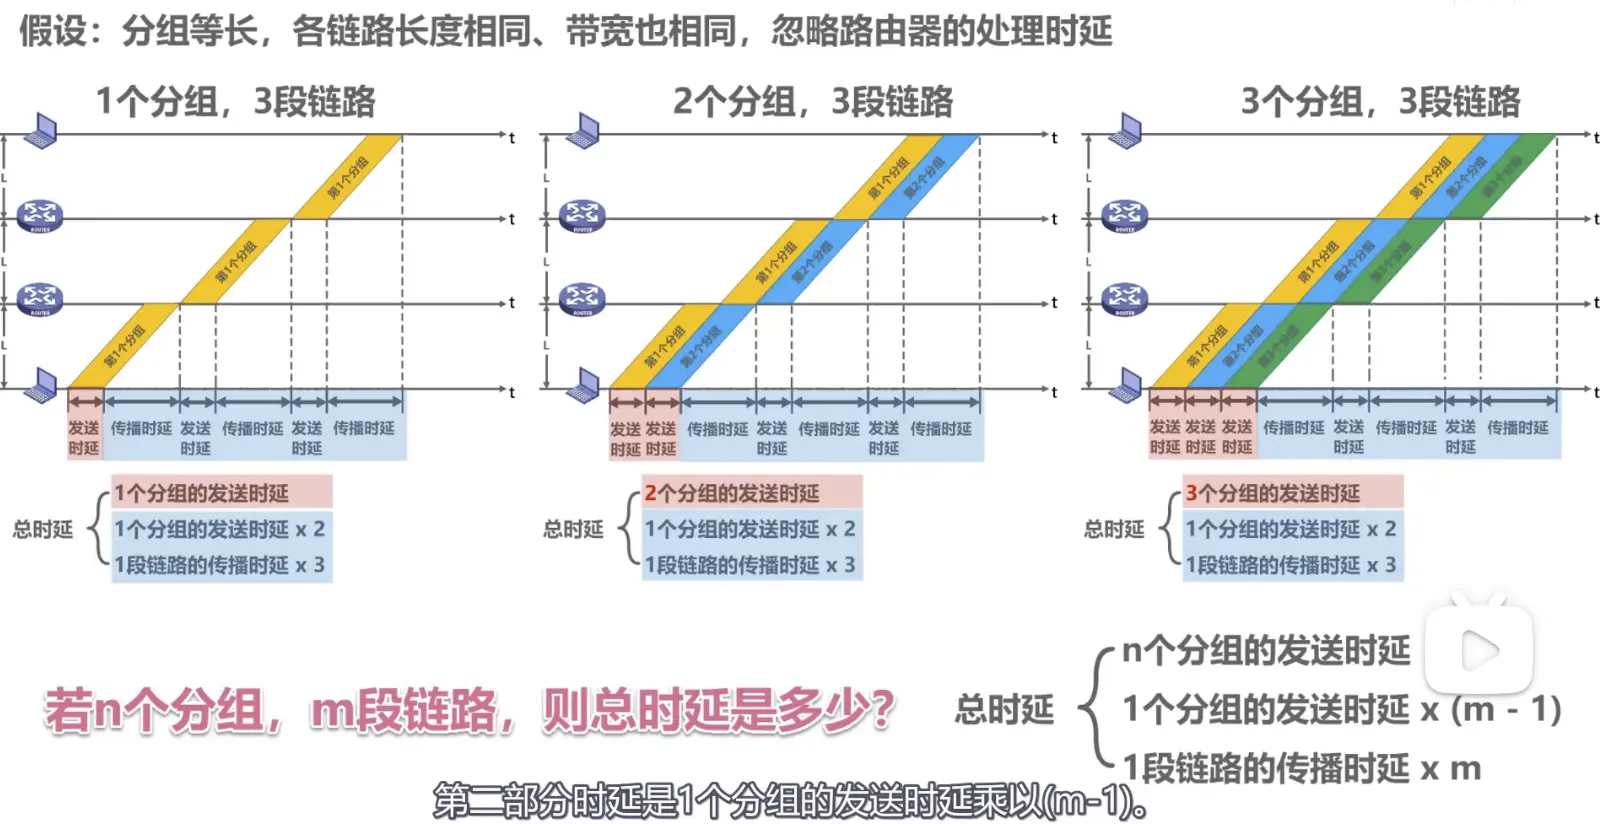 假设：分组等长，各链路长度相同、带宽也相同，忽略路由器的处理时延
1个分组，3段链路
t
第1个分组
L
ROUTER
t
第1个分组
L
ROUTER
t
第1个分组
L
t
发送时延 传播时延 发送时延 传播时延 发送时延 传播时延
总时延
1个分组的发送时延
1个分组的发送时延 x 2
1段链路的传播时延 x 3
2个分组，3段链路
t
第1个分组 第2个分组
L
ROUTER
t
第1个分组 第2个分组
L
ROUTER
t
第1个分组 第2个分组
L
t
发送时延 发送时延 传播时延 发送时延 传播时延 发送时延 传播时延
总时延
2个分组的发送时延
1个分组的发送时延 x 2
1段链路的传播时延 x 3
3个分组，3段链路
t
第1个分组 第2个分组 第3个分组
L
ROUTER
t
第1个分组 第2个分组 第3个分组
L
ROUTER
t
第1个分组 第2个分组 第3个分组
L
t
发送时延 发送时延 发送时延 传播时延 发送时延 传播时延 发送时延 传播时延
总时延
3个分组的发送时延
1个分组的发送时延 x 2
1段链路的传播时延 x 3
若n个分组，m段链路，则总时延是多少？
总时延
n个分组的发送时延
1个分组的发送时延 x (m - 1)
1段链路的传播时延 x m
第二部分时延是1个分组的发送时延乘以(m-1)。